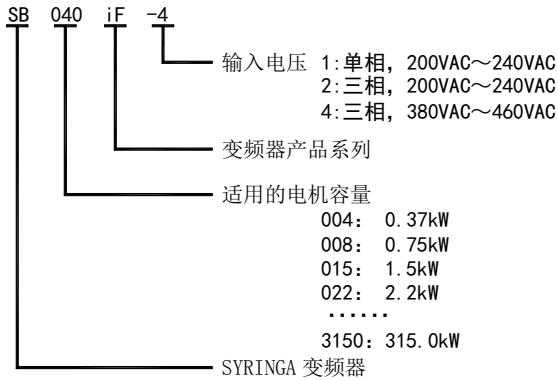 SB 040 iF -4
输入电压 1:单相，200VAC～240VAC
2:三相，200VAC～240VAC
4:三相，380VAC～460VAC
变频器产品系列
适用的电机容量
004： 0.37kW
008： 0.75kW
015： 1.5kW
022： 2.2kW
······
3150：315.0kW
SYRINGA 变频器